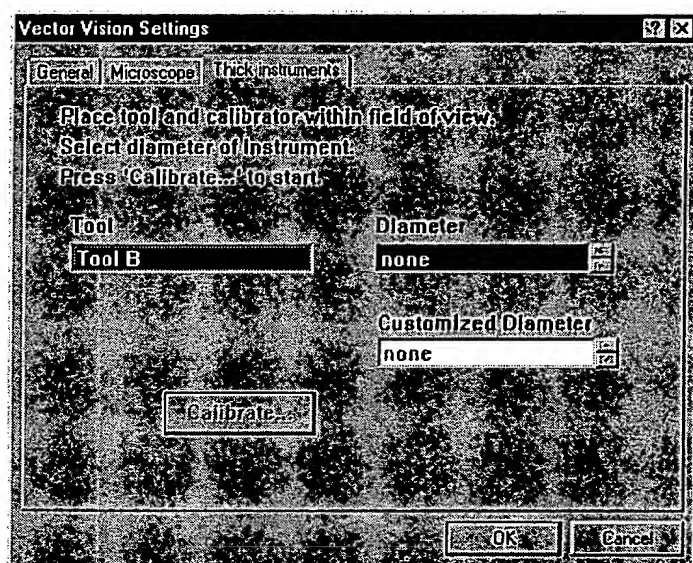 Vector Vision Settings
General Microscope Thick instruments
Place tool and calibrator within field of view.
Select diameter of Instrument.
Press 'Calibrate...' to start.
Tool Diameter
Tool B none
Customized Diameter
none
Calibrate...
OK Cancel